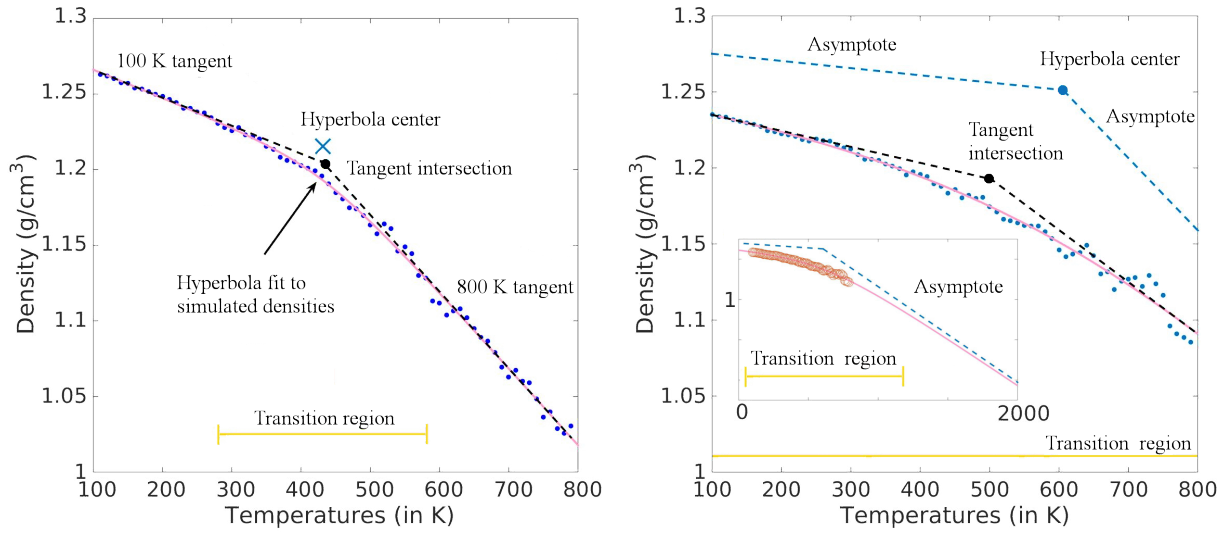 1.3
1.25
1.2
1.15
1.1
1.05
1
Density (g/cm³)
100 K tangent
Hyperbola center
Tangent intersection
Hyperbola fit to
simulated densities
800 K tangent
Transition region
100 200 300 400 500 600 700 800
Temperatures (in K)
1.3
1.25
1.2
1.15
1.1
1.05
1
Density (g/cm³)
Asymptote
Hyperbola center
Asymptote
Tangent
intersection
1
Asymptote
Transition region
0 2000
Transition region
100 200 300 400 500 600 700 800
Temperatures (in K)